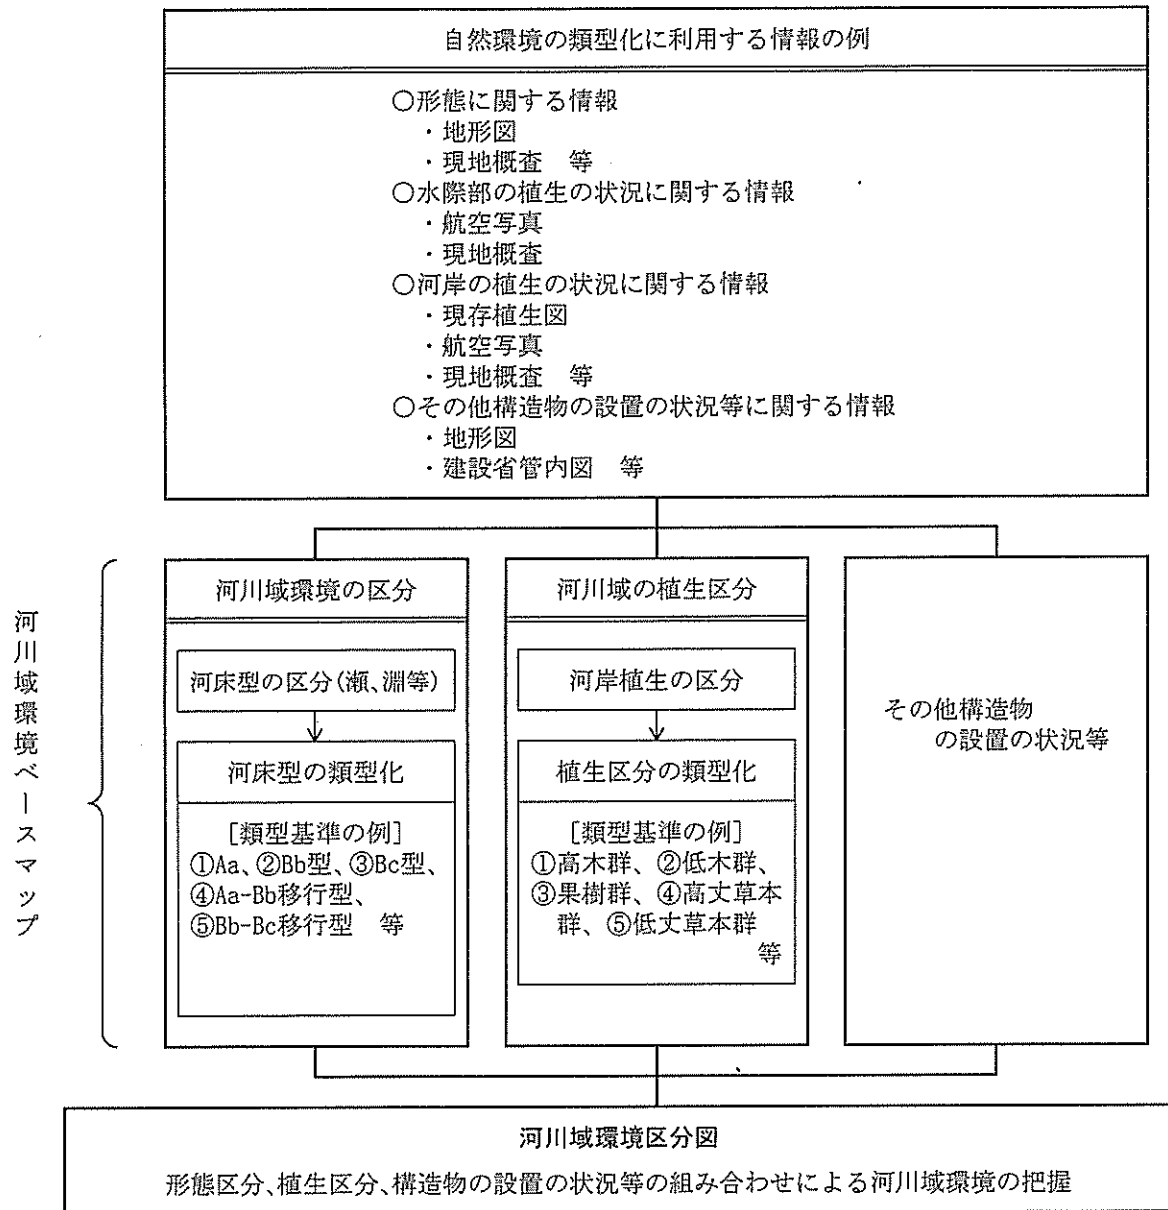 自然環境の類型化に利用する情報の例
○形態に関する情報
・地形図
・現地概査　等
○水際部の植生の状況に関する情報
・航空写真
・現地概査
○河岸の植生の状況に関する情報
・現存植生図
・航空写真
・現地概査　等
○その他構造物の設置の状況等に関する情報
・地形図
・建設省管内図　等
河川域環境ベースマップ
河川域環境の区分
河床型の区分(瀬、淵等)
河床型の類型化
[類型基準の例]
①Aa、②Bb型、③Bc型、
④Aa-Bb移行型、
⑤Bb-Bc移行型　等
河川域の植生区分
河岸植生の区分
植生区分の類型化
[類型基準の例]
①高木群、②低木群、
③果樹群、④高丈草本
群、⑤低丈草本群
等
その他構造物
の設置の状況等
河川域環境区分図
形態区分、植生区分、構造物の設置の状況等の組み合わせによる河川域環境の把握